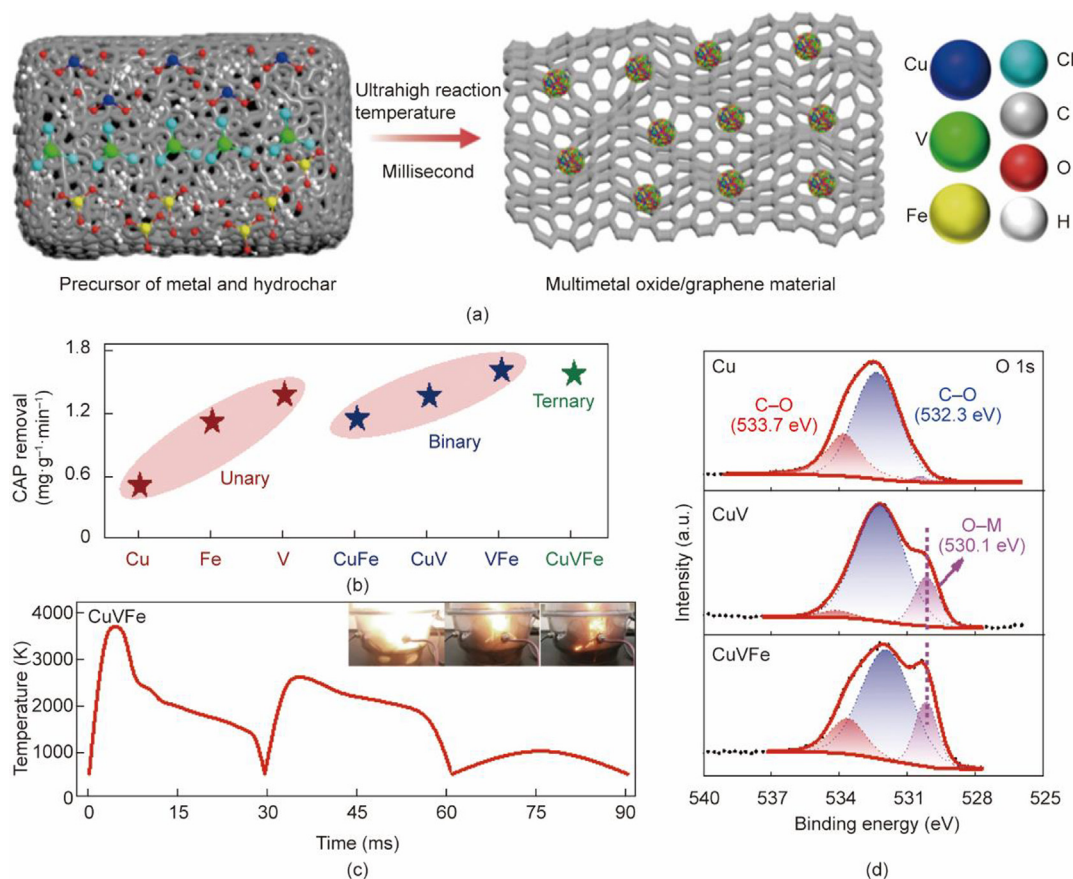 Ultrahigh reaction
temperature
Millisecond
Precursor of metal and hydrochar
Multimetal oxide/graphene material
Cu
V
Fe
Cl
C
O
H
(a)
CAP removal
(mg·g⁻¹·min⁻¹)
1.8
1.2
0.6
0
Unary
Binary
Ternary
Cu
Fe
V
CuFe
CuV
VFe
CuVFe
(b)
Temperature (K)
4000
3000
2000
1000
0
CuVFe
0
15
30
45
60
75
90
Time (ms)
(c)
Intensity (a.u.)
Cu
O 1s
C–O
(533.7 eV)
C–O
(532.3 eV)
CuV
O–M
(530.1 eV)
CuVFe
540
537
534
531
528
525
Binding energy (eV)
(d)